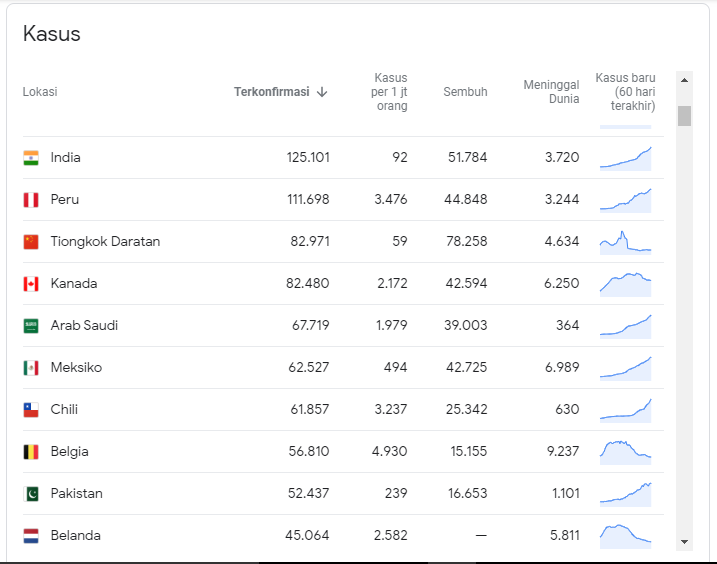 Kasus
Lokasi Terkonfirmasi Kasus per 1 jt orang Sembuh Meninggal Dunia Kasus baru (60 hari terakhir)
India 125.101 92 51.784 3.720
Peru 111.698 3.476 44.848 3.244
Tiongkok Daratan 82.971 59 78.258 4.634
Kanada 82.480 2.172 42.594 6.250
Arab Saudi 67.719 1.979 39.003 364
Meksiko 62.527 494 42.725 6.989
Chili 61.857 3.237 25.342 630
Belgia 56.810 4.930 15.155 9.237
Pakistan 52.437 239 16.653 1.101
Belanda 45.064 2.582 — 5.811